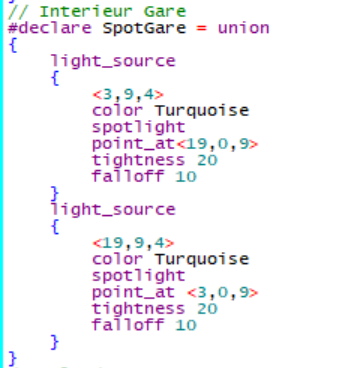 // Interieur Gare
#declare SpotGare = union
{
light_source
{
<3,9,4>
color Turquoise
spotlight
point_at<19,0,9>
tightness 20
falloff 10
}
light_source
{
<19,9,4>
color Turquoise
spotlight
point_at <3,0,9>
tightness 20
falloff 10
}
}